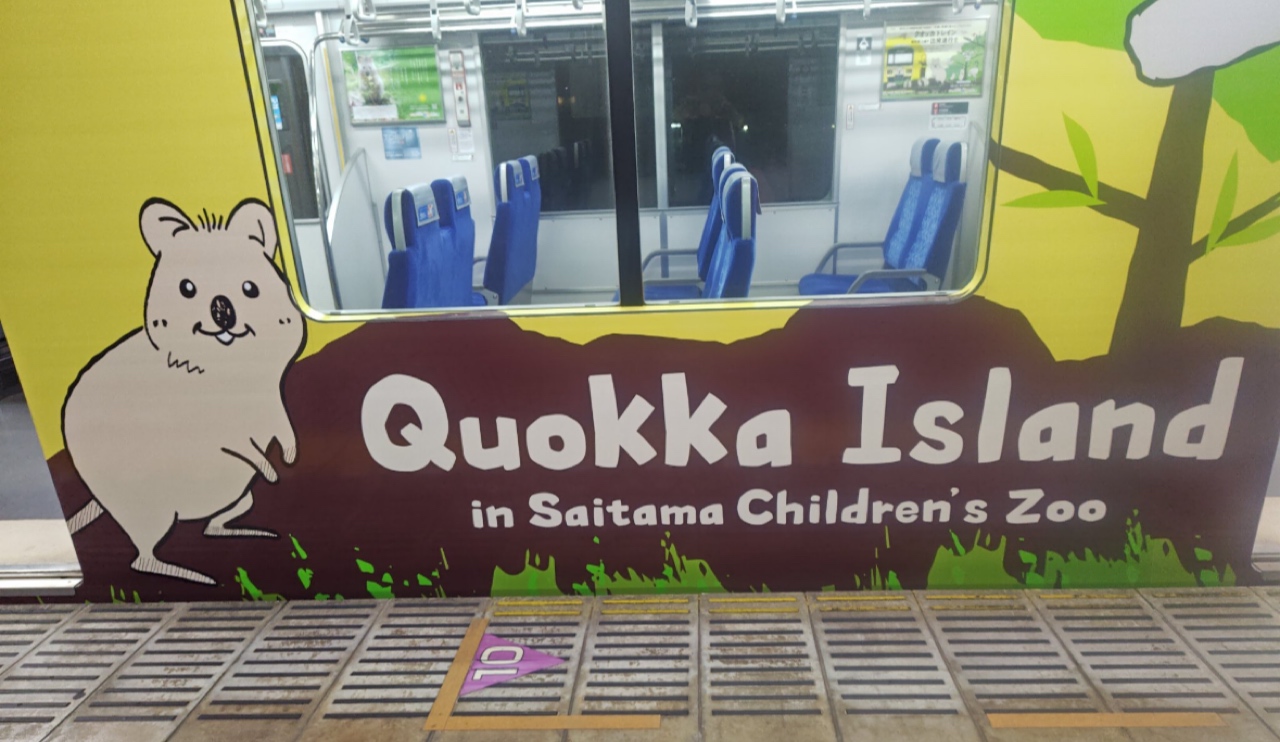 Quokka Island
in Saitama Children's Zoo
10